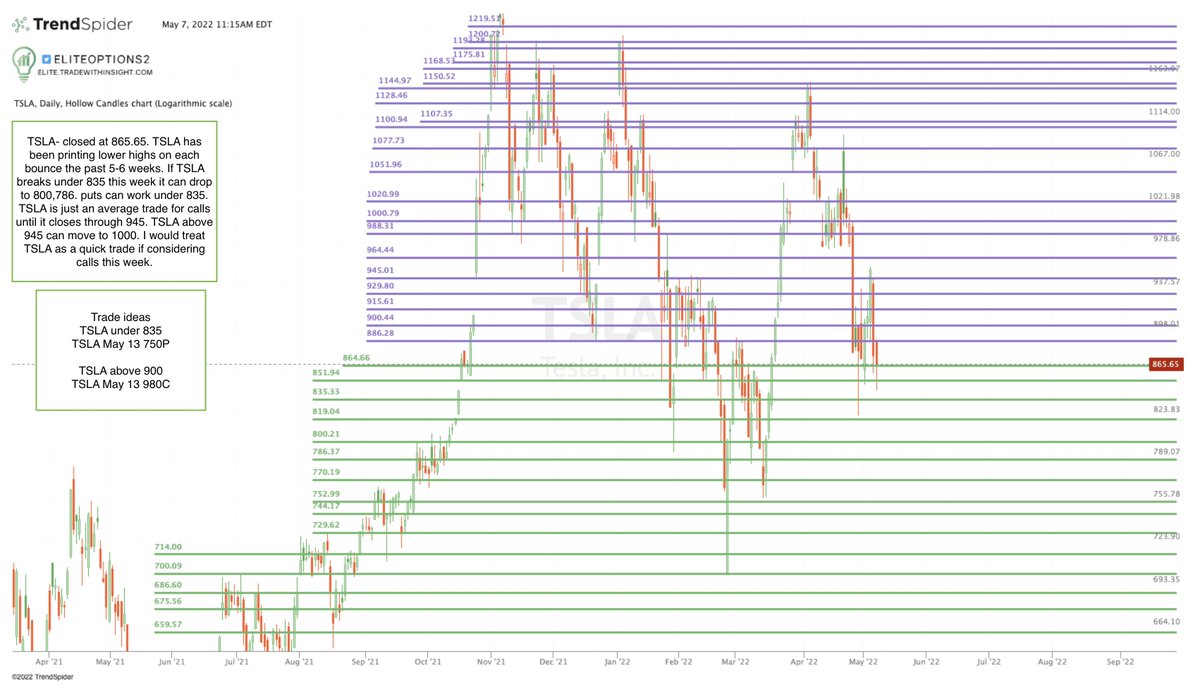 TrendSpider
May 7, 2022 11:15AM EDT
ELITEOPTIONS2
ELITE.TRADEWITHINSIGHT.COM
TSLA, Daily, Hollow Candles chart (Logarithmic scale)
TSLA- closed at 865.65. TSLA has
been printing lower highs on each
bounce the past 5-6 weeks. If TSLA
breaks under 835 this week it can drop
to 800,786. puts can work under 835.
TSLA is just an average trade for calls
until it closes through 945. TSLA above
945 can move to 1000. I would treat
TSLA as a quick trade if considering
calls this week.
Trade ideas
TSLA under 835
TSLA May 13 750P
TSLA above 900
TSLA May 13 980C
TSLA
Tesla, Inc.
1219.51
1200.72
1193.28
1175.81
1168.53
1150.52
1144.97
1128.46
1107.35
1100.94
1077.73
1051.96
1020.99
1000.79
988.31
964.44
945.01
929.80
915.61
900.44
886.28
864.66
851.94
835.33
819.04
800.21
786.37
770.19
752.99
744.17
729.62
714.00
700.09
686.60
675.56
659.57
1163.87
1114.00
1067.00
1021.98
978.86
937.57
898.01
865.65
823.83
789.07
755.78
723.90
693.35
664.10
Apr '21
May '21
Jun '21
Jul '21
Aug '21
Sep '21
Oct '21
Nov '21
Dec '21
Jan '22
Feb '22
Mar '22
Apr '22
May '22
Jun '22
Jul '22
Aug '22
Sep '22
©2022 TrendSpider